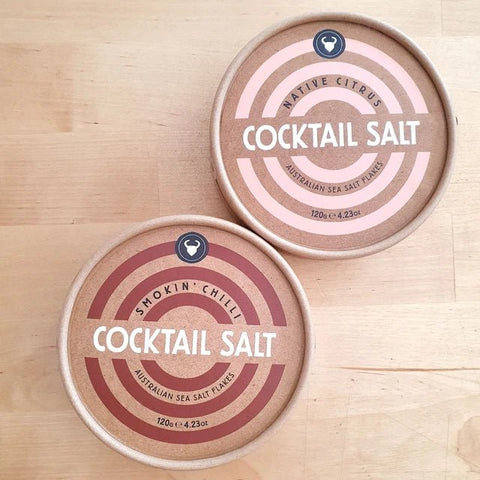 NATIVE CITRUS
COCKTAIL SALT
AUSTRALIAN SEA SALT FLAKES
120g ℮ 4.23oz
SMOKIN' CHILLI
COCKTAIL SALT
AUSTRALIAN SEA SALT FLAKES
120g ℮ 4.23oz